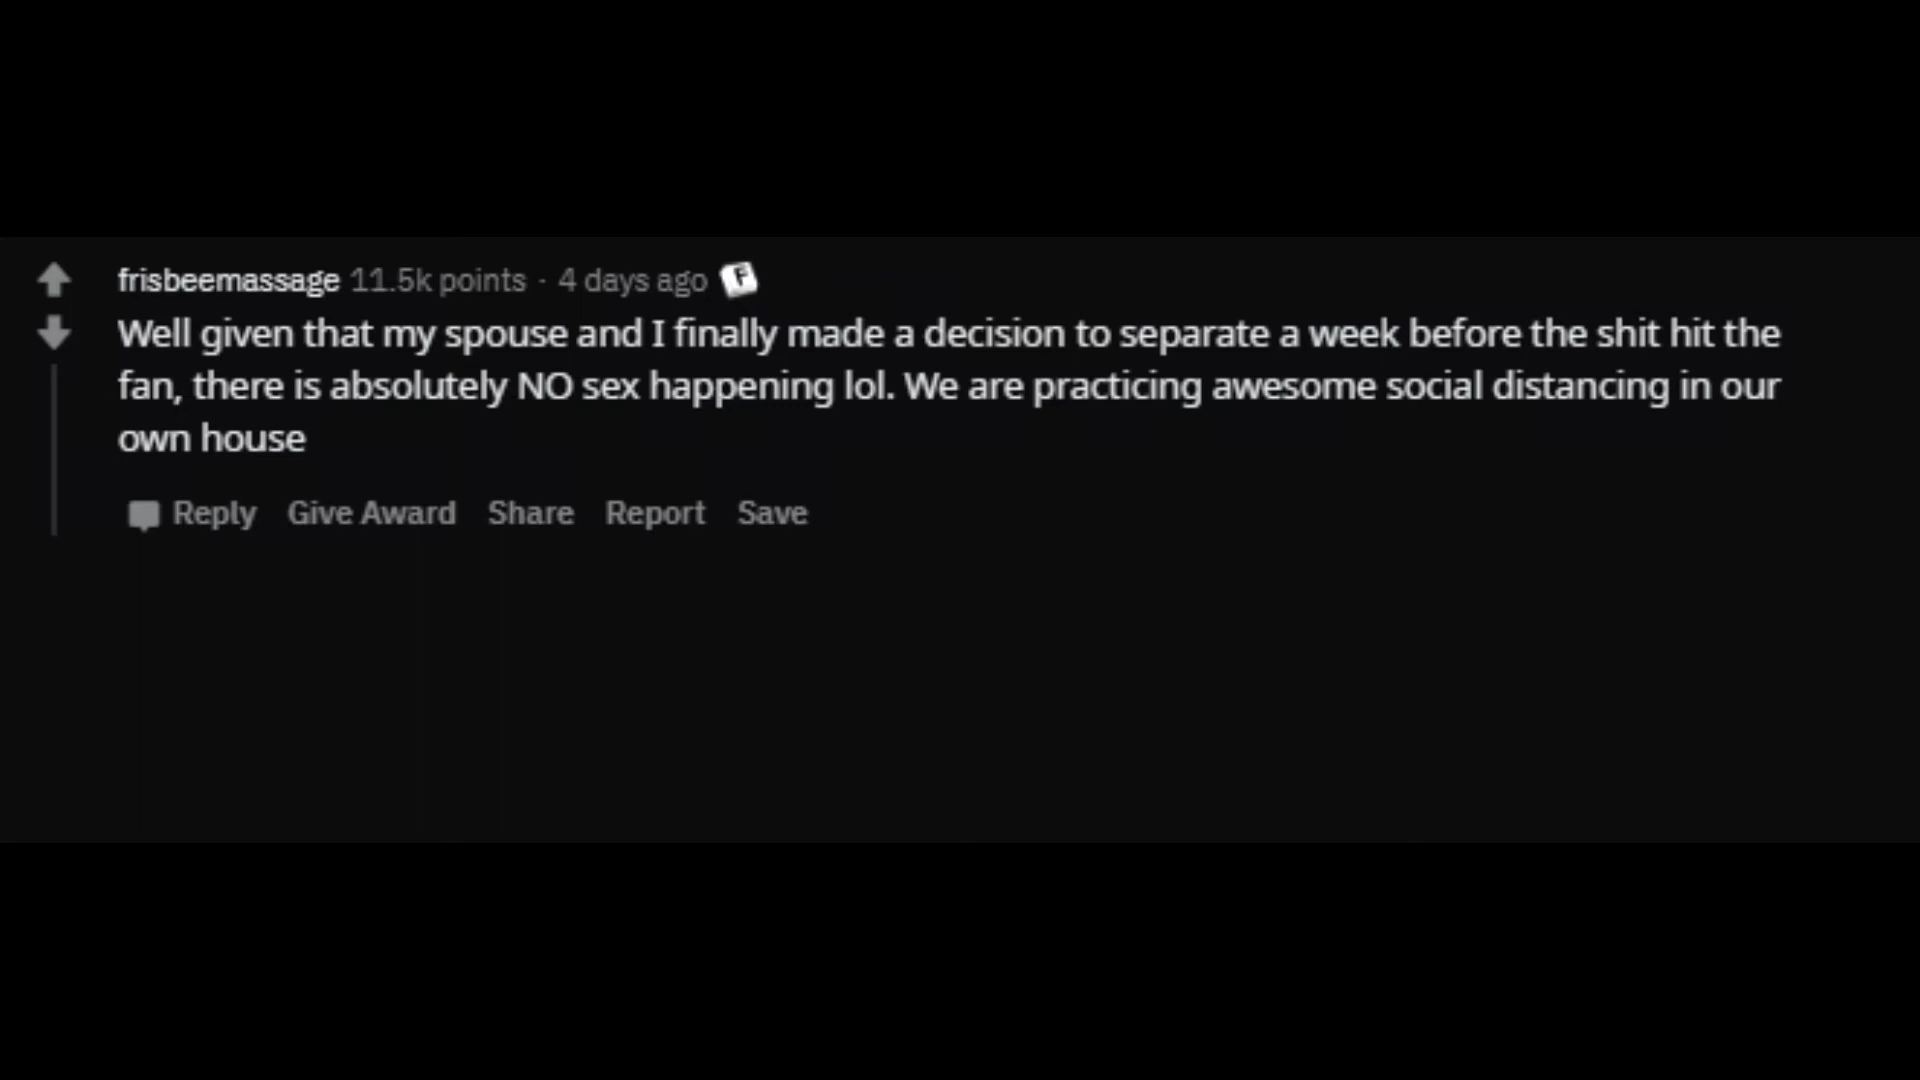 frisbeemassage 11.5k points · 4 days ago F
Well given that my spouse and I finally made a decision to separate a week before the shit hit the
fan, there is absolutely NO sex happening lol. We are practicing awesome social distancing in our
own house
Reply Give Award Share Report Save